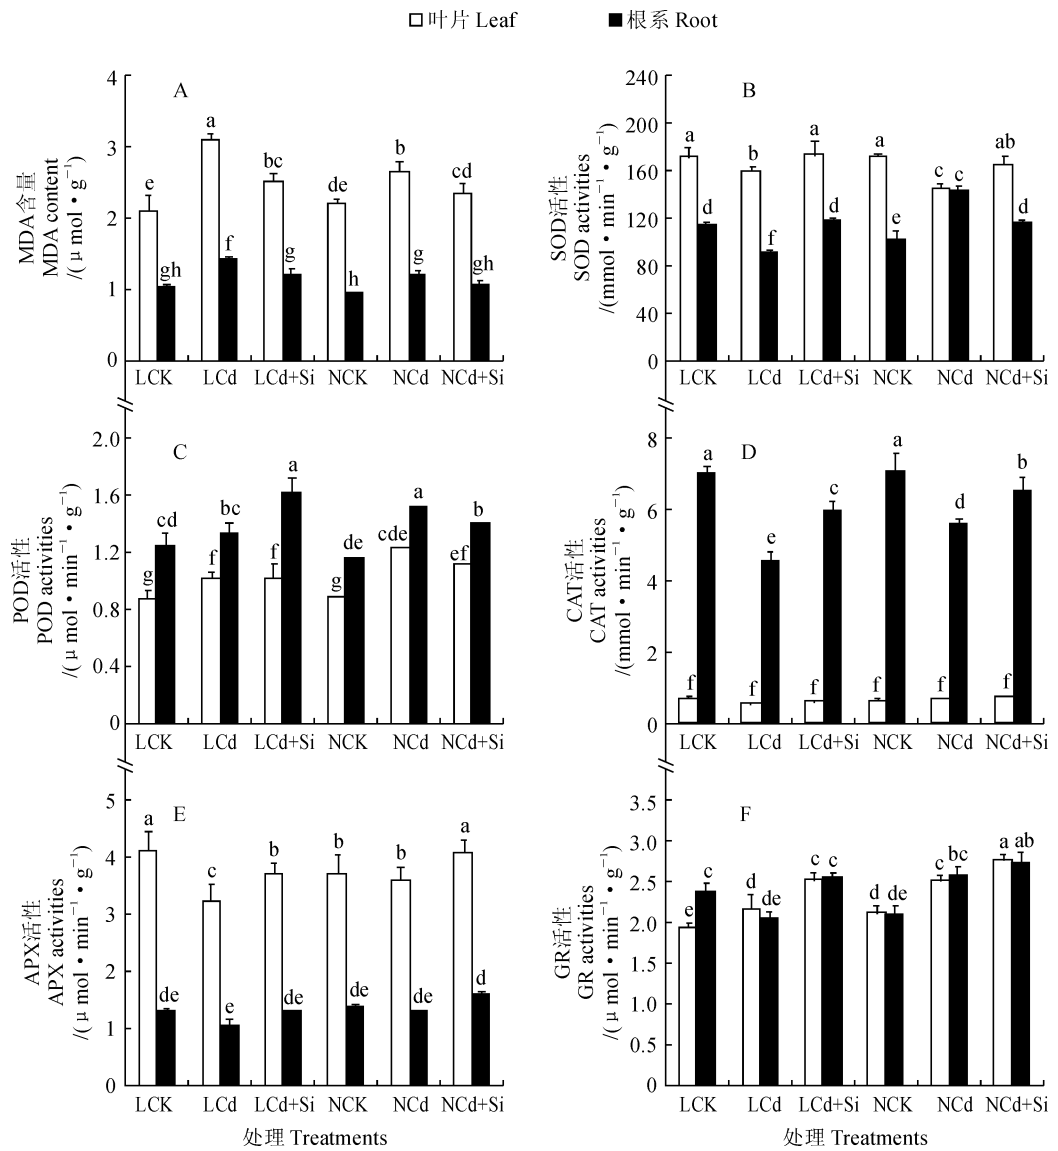 叶片 Leaf
根系 Root
A
MDA含量
MDA content
/(μ mol·g⁻¹)
4
3
2
1
0
e
gh
a
f
bc
g
de
h
b
g
cd
gh
LCK LCd LCd+Si NCK NCd NCd+Si
B
SOD活性
SOD activities
/(mmol·min⁻¹·g⁻¹)
240
200
160
120
80
40
0
a
d
b
f
a
d
a
e
c
c
ab
d
LCK LCd LCd+Si NCK NCd NCd+Si
C
POD活性
POD activities
/(μ mol·min⁻¹·g⁻¹)
2.0
1.6
1.2
0.8
0.4
0
g
cd
f
bc
f
a
g
de
cde
a
ef
b
LCK LCd LCd+Si NCK NCd NCd+Si
D
CAT活性
CAT activities
/(mmol·min⁻¹·g⁻¹)
8
6
4
2
0
f
a
f
e
f
c
f
a
f
d
f
b
LCK LCd LCd+Si NCK NCd NCd+Si
E
APX活性
APX activities
/(μ mol·min⁻¹·g⁻¹)
5
4
3
2
1
0
a
de
c
e
b
de
b
de
b
de
a
d
LCK LCd LCd+Si NCK NCd NCd+Si
处理 Treatments
F
GR活性
GR activities
/(μ mol·min⁻¹·g⁻¹)
3.5
3.0
2.5
2.0
1.5
1.0
0.5
0
e
c
d
de
c
c
d
de
c
bc
a
ab
LCK LCd LCd+Si NCK NCd NCd+Si
处理 Treatments